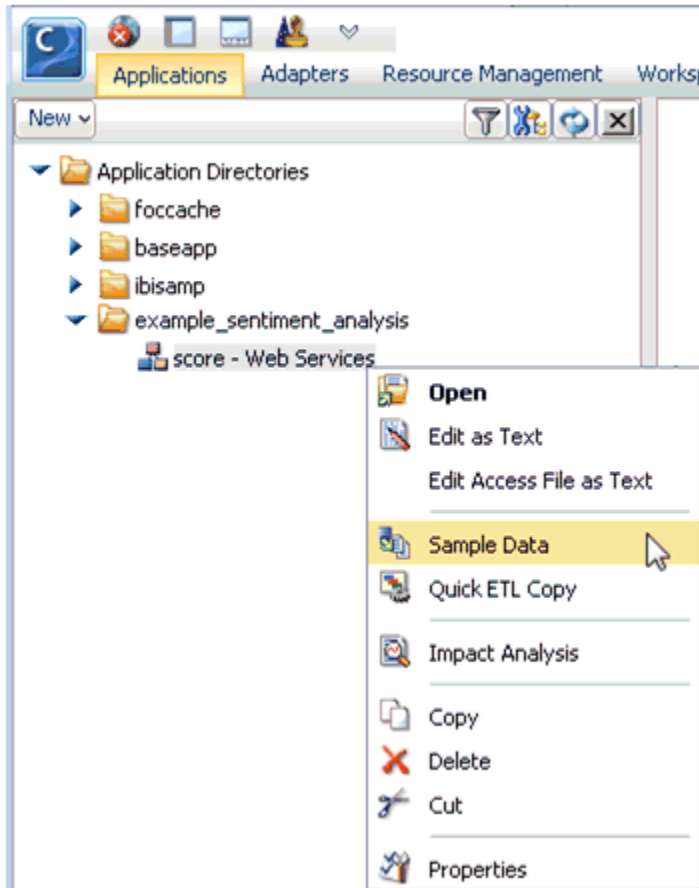 C
Applications Adapters Resource Management Works
New
Application Directories
foccache
baseapp
ibisamp
example_sentiment_analysis
score - Web Services
Open
Edit as Text
Edit Access File as Text
Sample Data
Quick ETL Copy
Impact Analysis
Copy
Delete
Cut
Properties